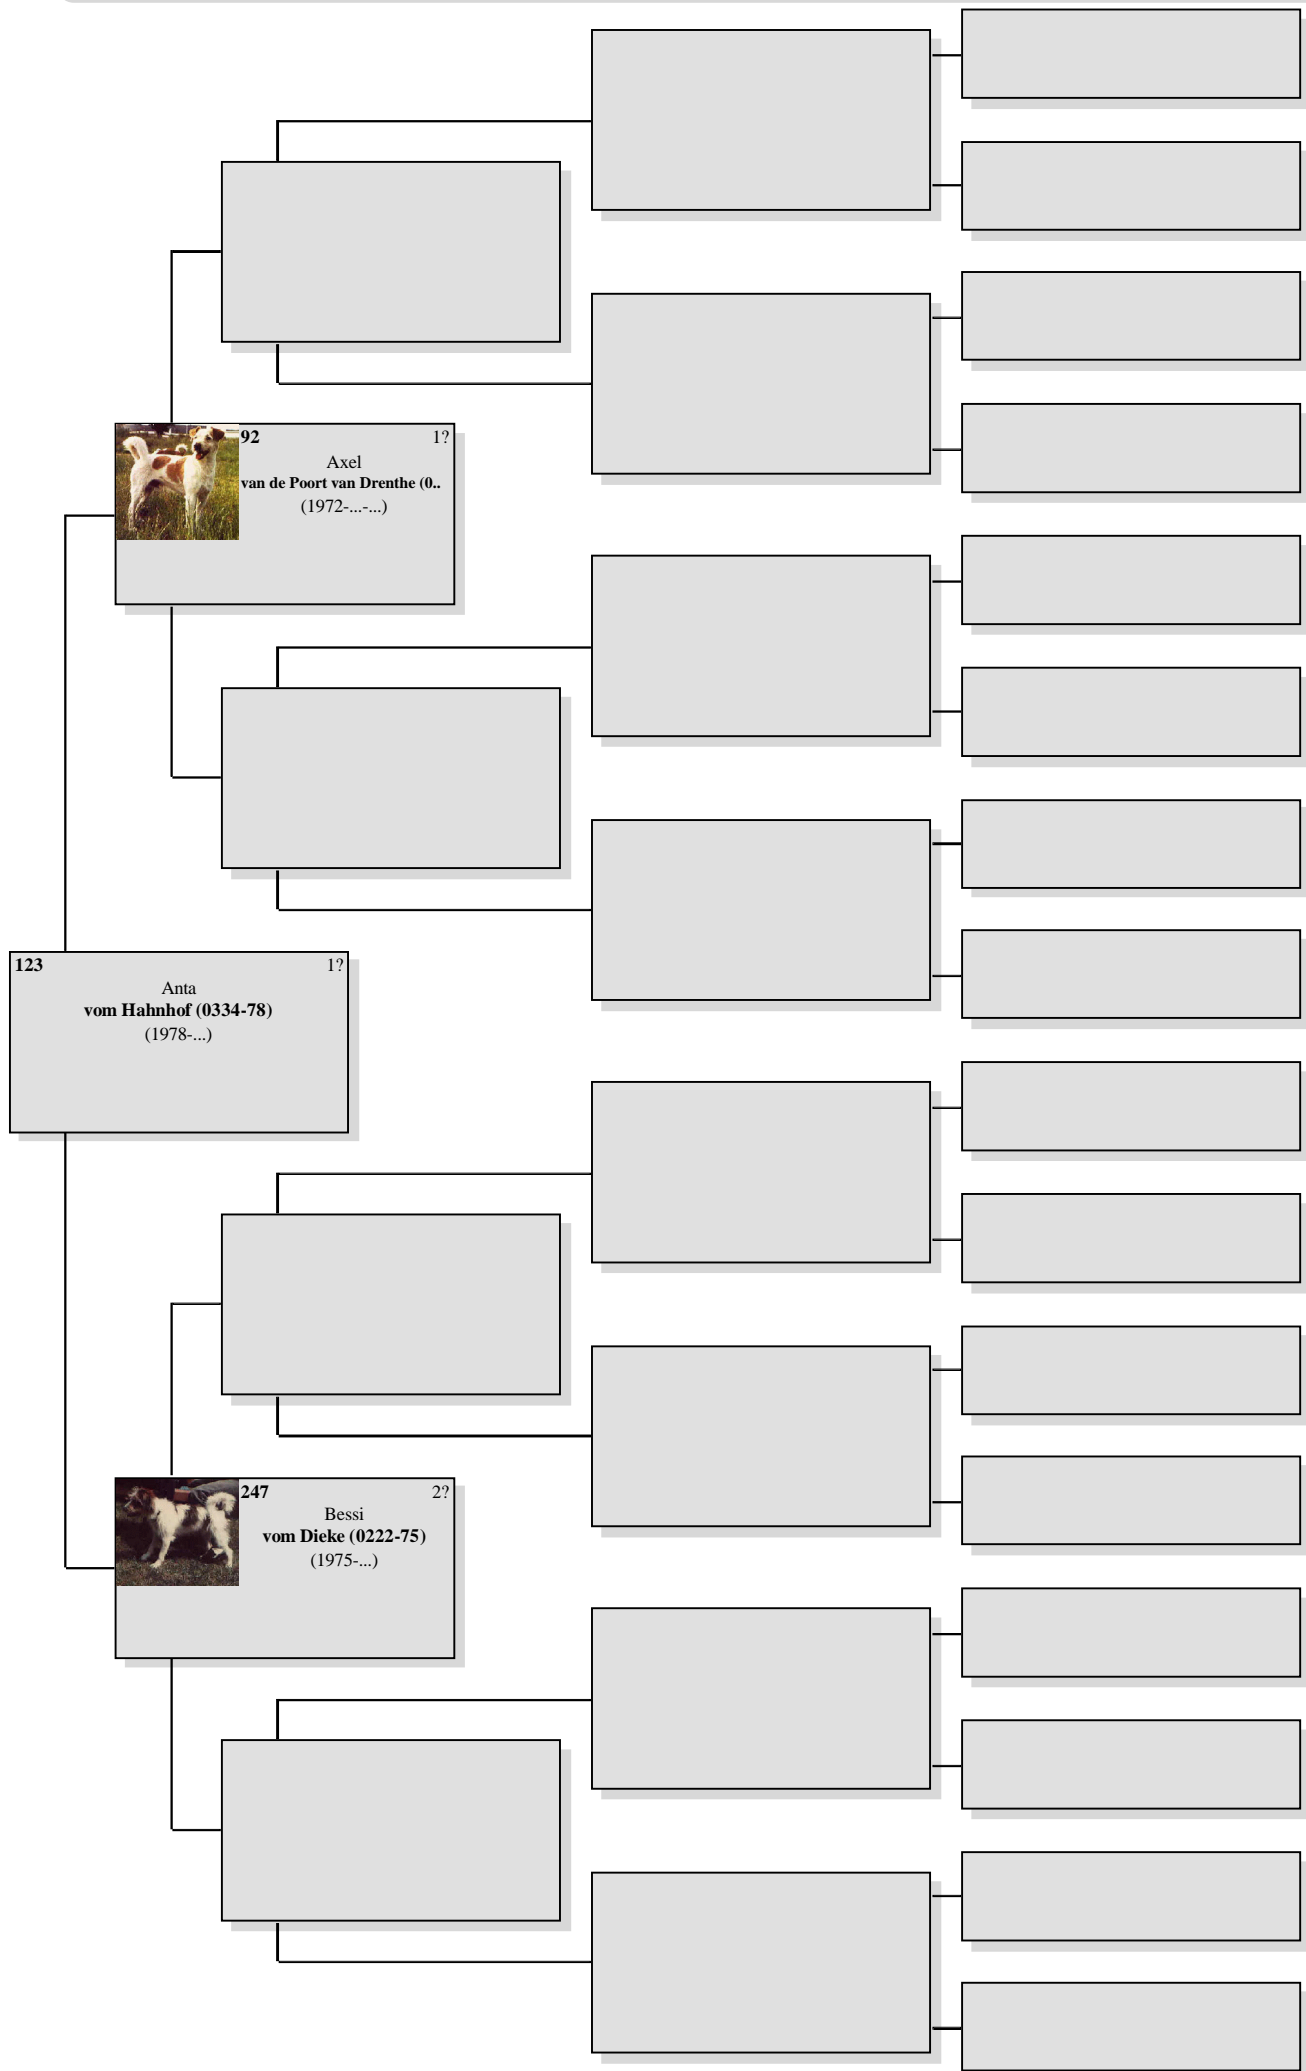 92 1?
Axel
van de Poort van Drenthe (0..
(1972-...-...)
123 1?
Anta
vom Hahnhof (0334-78)
(1978-...)
247 2?
Bessi
vom Dieke (0222-75)
(1975-...)